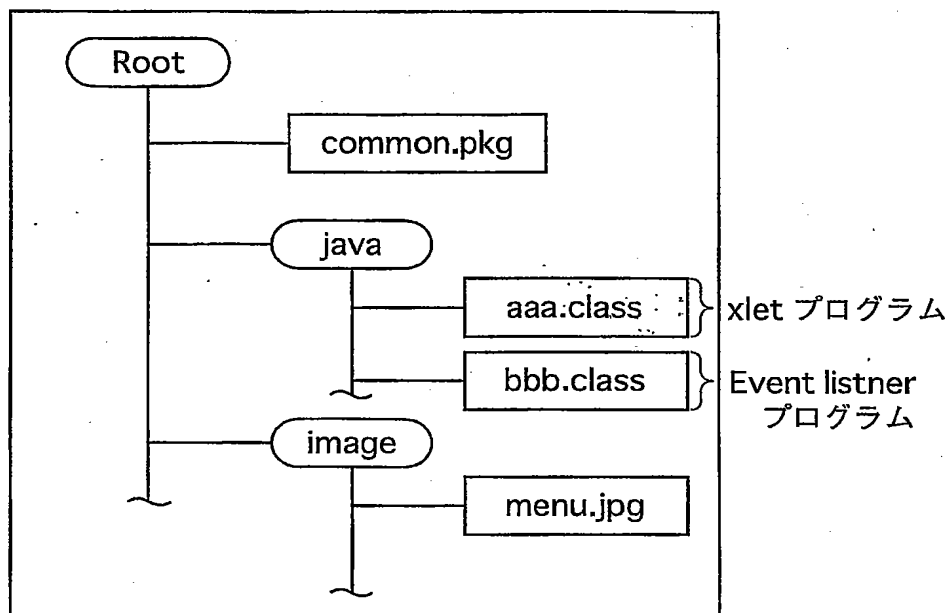 Root
common.pkg
java
aaa.class
xlet プログラム
bbb.class
Event listner
プログラム
image
menu.jpg